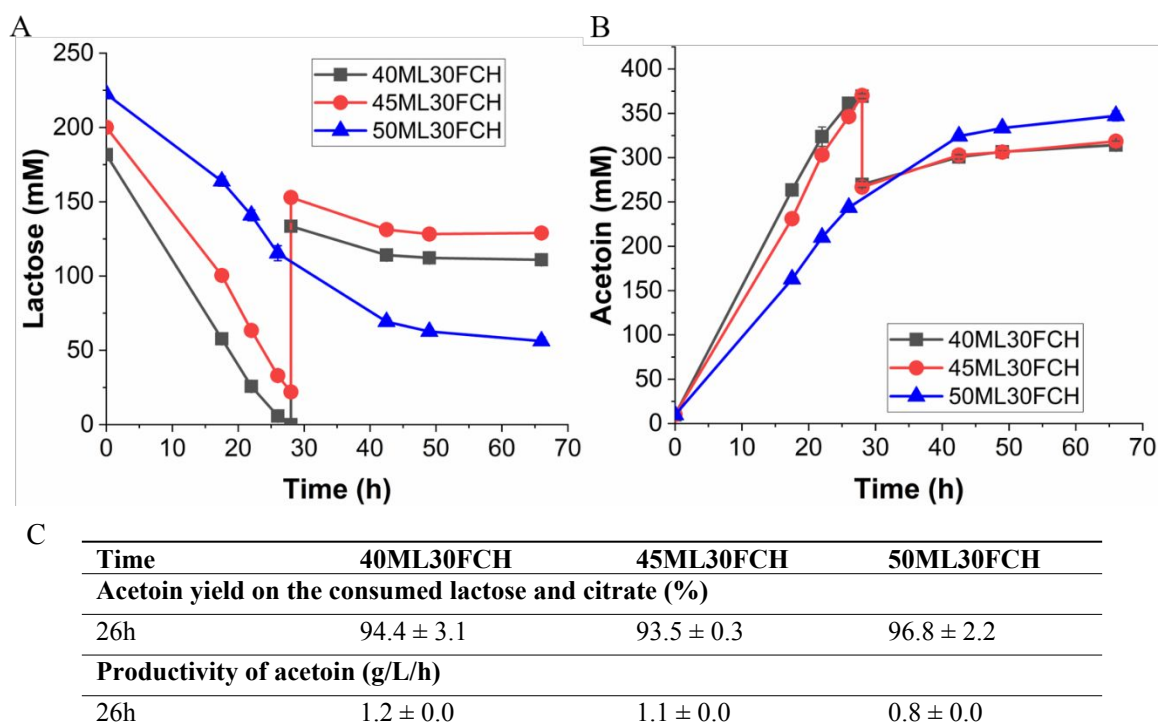 A
Lactose (mM)
250
200
150
100
50
0
40ML30FCH
45ML30FCH
50ML30FCH
0 10 20 30 40 50 60 70
Time (h)
B
Acetoin (mM)
400
350
300
250
200
150
100
50
0
40ML30FCH
45ML30FCH
50ML30FCH
0 10 20 30 40 50 60 70
Time (h)
C
Time 40ML30FCH 45ML30FCH 50ML30FCH
Acetoin yield on the consumed lactose and citrate (%)
26h 94.4 ± 3.1 93.5 ± 0.3 96.8 ± 2.2
Productivity of acetoin (g/L/h)
26h 1.2 ± 0.0 1.1 ± 0.0 0.8 ± 0.0